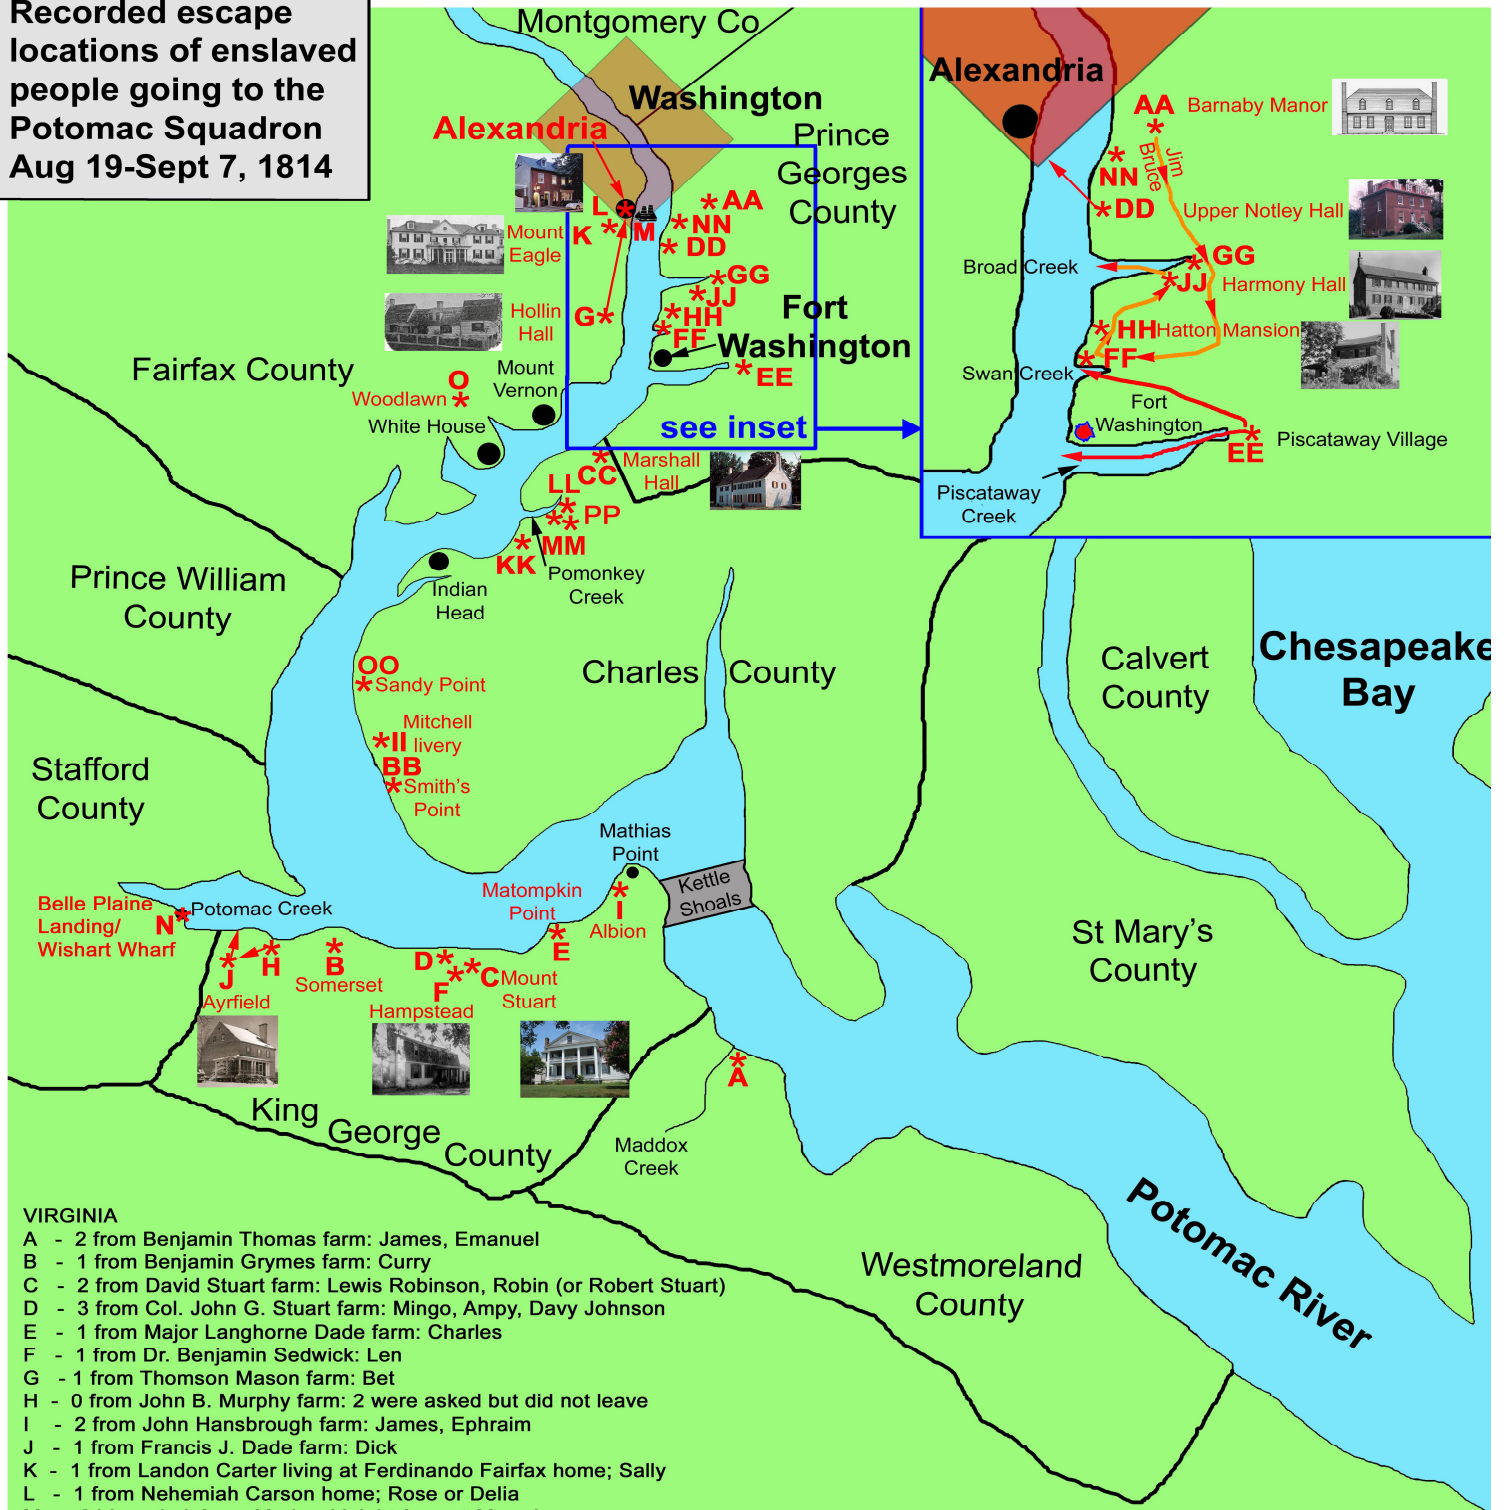 Recorded escape
locations of enslaved
people going to the
Potomac Squadron
Aug 19-Sept 7, 1814
Montgomery Co
Washington
Alexandria
Prince
Georges
County
L
K
M
AA
NN
DD
Mount
Eagle
GG
JJ
Hollin
Hall
G
HH
FF
Fort
Washington
EE
Fairfax County
Mount
Vernon
O
Woodlawn
White House
see inset
Alexandria
AA
Barnaby Manor
Jim
Bruce
NN
DD
Upper Notley Hall
Broad Creek
GG
JJ
Harmony Hall
HH
Hatton Mansion
FF
Swan Creek
Fort
Washington
EE
Piscataway Village
Piscataway
Creek
CC
Marshall
Hall
LL
PP
MM
KK
Pomonkey
Creek
Indian
Head
Prince William
County
OO
Sandy Point
Charles County
Calvert
County
Chesapeake
Bay
Mitchell
livery
II
BB
Smith's
Point
Stafford
County
Mathias
Point
Kettle
Shoals
Matompkin
Point
I
Albion
Belle Plaine
Landing/
Wishart Wharf
N
Potomac Creek
E
J
H
B
Somerset
D
F
C
Mount
Stuart
Ayrfield
Hampstead
St Mary's
County
A
King
George
County
Maddox
Creek
Westmoreland
County
Potomac River
VIRGINIA
A - 2 from Benjamin Thomas farm: James, Emanuel
B - 1 from Benjamin Grymes farm: Curry
C - 2 from David Stuart farm: Lewis Robinson, Robin (or Robert Stuart)
D - 3 from Col. John G. Stuart farm: Mingo, Ampy, Davy Johnson
E - 1 from Major Langhorne Dade farm: Charles
F - 1 from Dr. Benjamin Sedwick: Len
G - 1 from Thomson Mason farm: Bet
H - 0 from John B. Murphy farm: 2 were asked but did not leave
I - 2 from John Hansbrough farm: James, Ephraim
J - 1 from Francis J. Dade farm: Dick
K - 1 from Landon Carter living at Ferdinando Fairfax home; Sally
L - 1 from Nehemiah Carson home; Rose or Delia